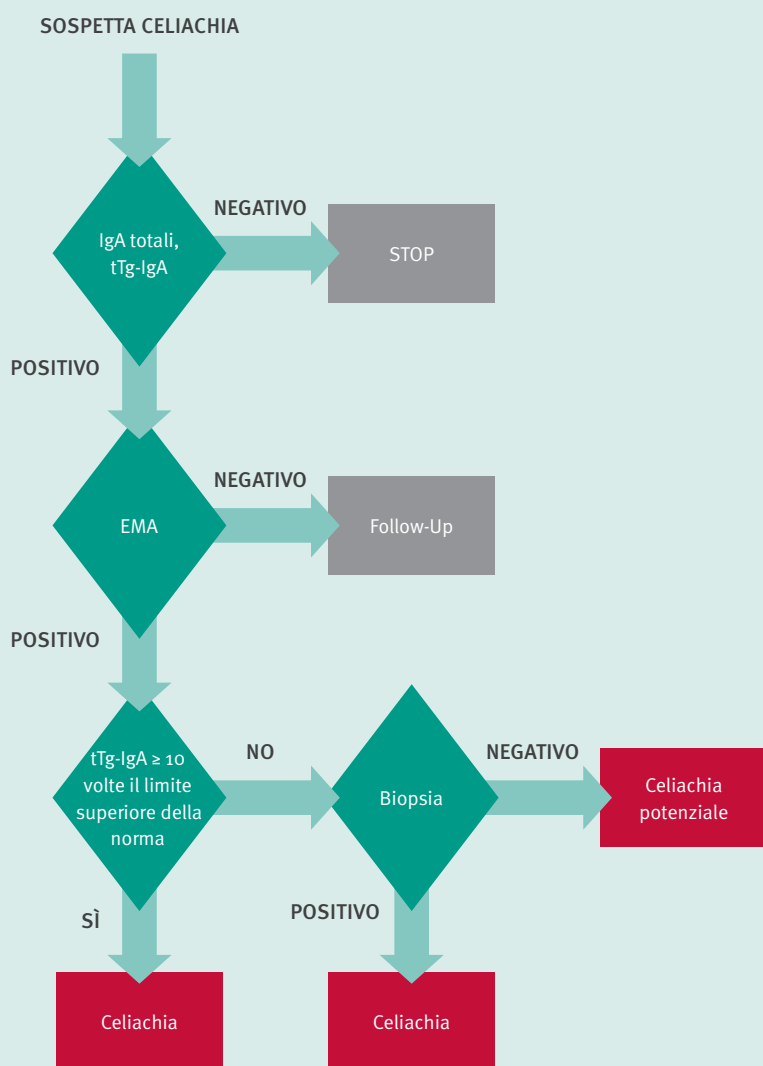 SOSPETTA CELIACHIA
NEGATIVO
IgA totali,
tTg-IgA
STOP
POSITIVO
NEGATIVO
EMA
Follow-Up
POSITIVO
tTg-IgA ≥ 10
volte il limite
superiore della
norma
NO
Biopsia
NEGATIVO
Celiachia
potenziale
SÌ
POSITIVO
Celiachia
Celiachia